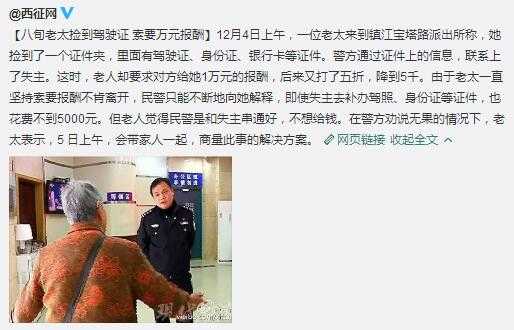 @西征网
【八旬老太捡到驾驶证 索要万元报酬】12月4日上午，一位老太来到镇江宝塔路派出所称，她
捡到了一个证件夹，里面有驾驶证、身份证、银行卡等证件。警方通过证件上的信息，联系上
了失主。这时，老人却要求对方给她1万元的报酬，后来又打了五折，降到5千。由于老太一直
坚持索要报酬不肯离开，民警只能不断地向她解释，即使失主去补办驾照、身份证等证件，也
花费不到5000元。但老人觉得民警是和失主串通好，不想给钱。在警方劝说无果的情况下，老
太表示，5 日上午，会带家人一起，商量此事的解决方案。 网页链接 收起全文
等候区